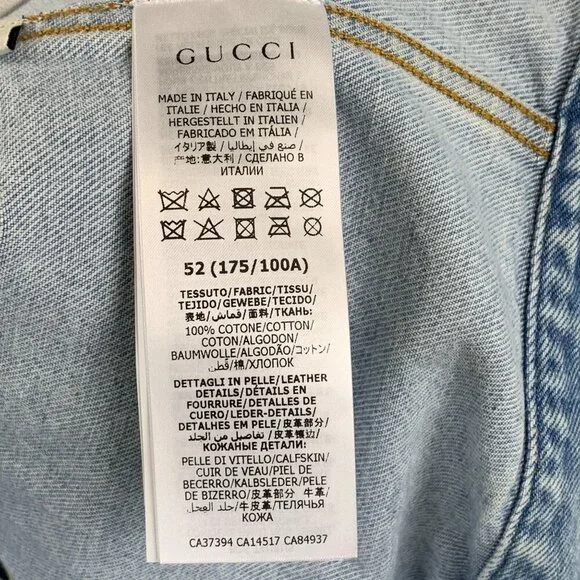 GUCCI
MADE IN ITALY / FABRIQUÉ EN
ITALIE / HECHO EN ITALIA /
HERGESTELLT IN ITALIEN /
FABRICADO EM ITÁLIA /
イタリア製 / صنع في إيطاليا /
产地:意大利 / СДЕЛАНО В
ИТАЛИИ
52 (175/100A)
TESSUTO/FABRIC/TISSU/
TEJIDO/GEWEBE/TECIDO/
表地/قماش/面料/ТКАНЬ:
100% COTONE/COTTON/
COTON/ALGODON/
BAUMWOLLE/ALGODÃO/コットン/
قطن/棉/ХЛОПОК
DETTAGLI IN PELLE/LEATHER
DETAILS/DÉTAILS EN
FOURRURE/DETALLES DE
CUERO/LEDER-DETAILS/
DETALHES EM PELE/皮革部分/
تفاصيل من الجلد/皮革镶边/
КОЖАНЫЕ ДЕТАЛИ:
PELLE DI VITELLO/CALFSKIN/
CUIR DE VEAU/PIEL DE
BECERRO/KALBSLEDER/PELE
DE BIZERRO/皮革部分 牛革/
جلد العجل/皮革 牛革/ТЕЛЯЧЬЯ
КОЖА
CA37394 CA14517 CA84937